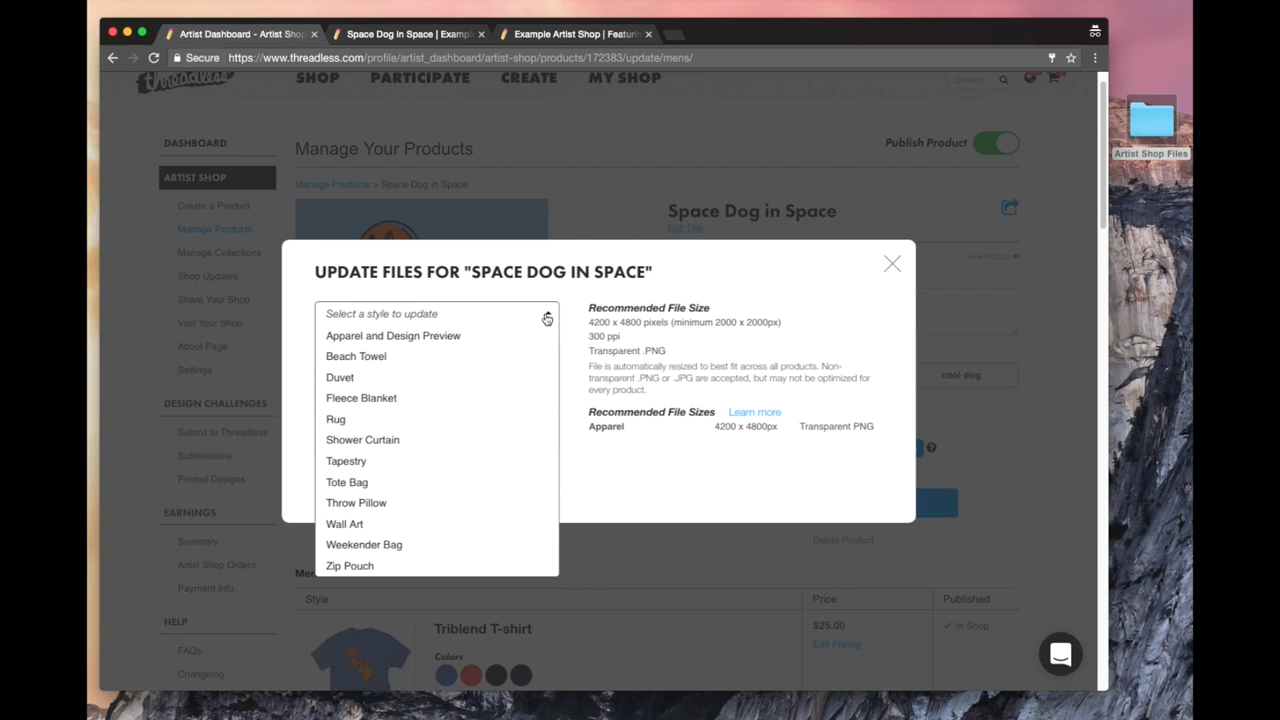 Artist Dashboard - Artist Shop
Space Dog in Space | Exampl
Example Artist Shop | Featurin
Secure https://www.threadless.com/profile/artist_dashboard/artist-shop/products/172383/update/mens/
threadless
SHOP PARTICIPATE CREATE MY SHOP
Search
Artist Shop Files
DASHBOARD
ARTIST SHOP
Create a Product
Manage Products
Manage Collections
Shop Updates
Share Your Shop
Visit Your Shop
About Page
Settings
DESIGN CHALLENGES
Submit to Threadless
Submissions
Printed Designs
EARNINGS
Summary
Artist Shop Orders
Payment Info
HELP
FAQs
Changelog
Manage Your Products
Publish Product
Manage Products > Space Dog in Space
Space Dog in Space
Edit Title
View Product
cool dog
UPDATE FILES FOR "SPACE DOG IN SPACE"
Select a style to update
Apparel and Design Preview
Beach Towel
Duvet
Fleece Blanket
Rug
Shower Curtain
Tapestry
Tote Bag
Throw Pillow
Wall Art
Weekender Bag
Zip Pouch
Recommended File Size
4200 x 4800 pixels (minimum 2000 x 2000px)
300 ppi
Transparent .PNG
File is automatically resized to best fit across all products. Non-
transparent .PNG or .JPG are accepted, but may not be optimized for
every product.
Recommended File Sizes Learn more
Apparel 4200 x 4800px Transparent PNG
Delete Product
Me
Style Price Published
Triblend T-shirt
Colors
$25.00
Edit Pricing
✓ In Shop